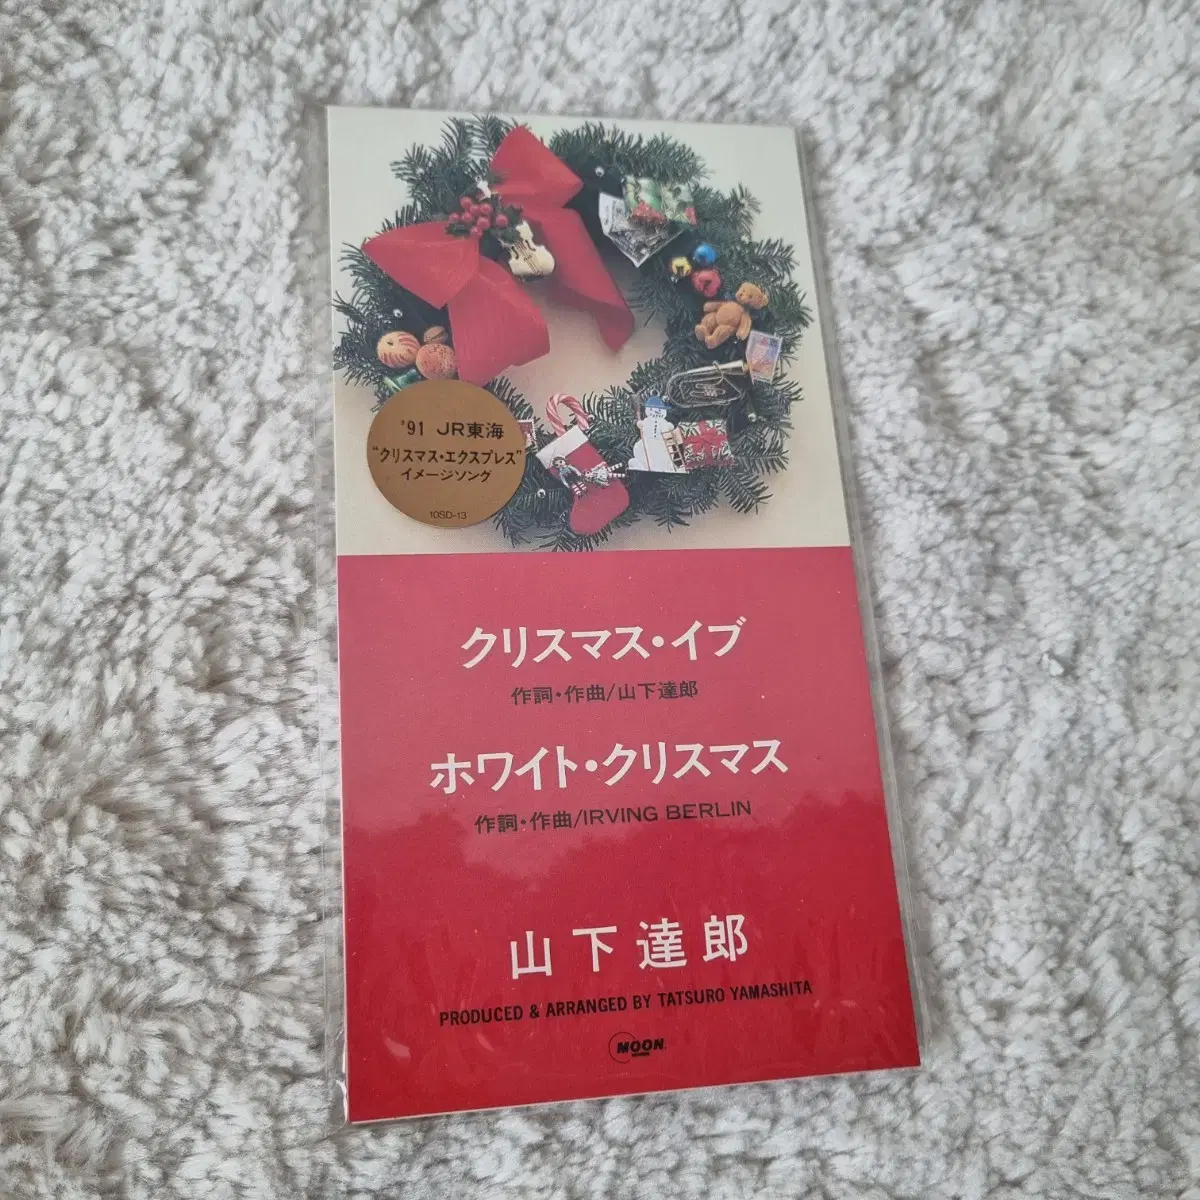 '91 JR東海
“クリスマス・エクスプレス”
イメージソング
10SD-13
クリスマス・イブ
作詞・作曲/山下達郎
ホワイト・クリスマス
作詞・作曲/IRVING BERLIN
山下達郎
PRODUCED & ARRANGED BY TATSURO YAMASHITA
MOON